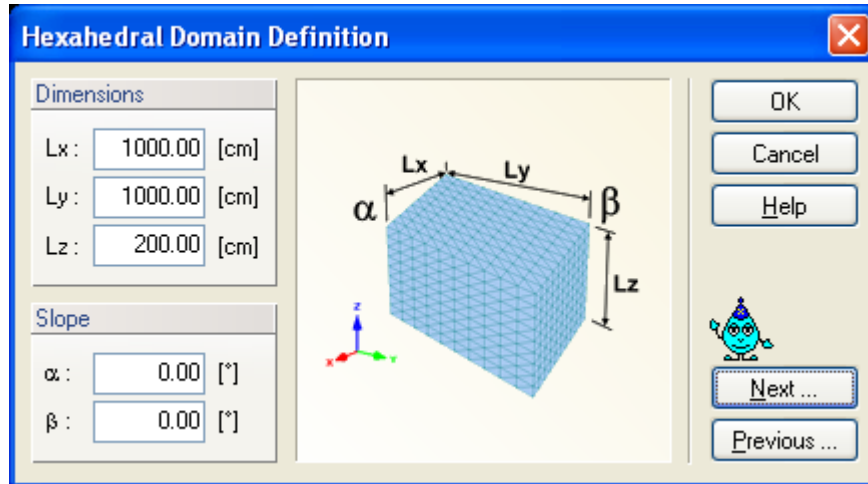 Hexahedral Domain Definition
Dimensions
Lx : 1000.00 [cm]
Ly : 1000.00 [cm]
Lz : 200.00 [cm]
Slope
α : 0.00 [°]
β : 0.00 [°]
Lx
Ly
α
β
Lz
z
x
Y
OK
Cancel
Help
Next ...
Previous ...